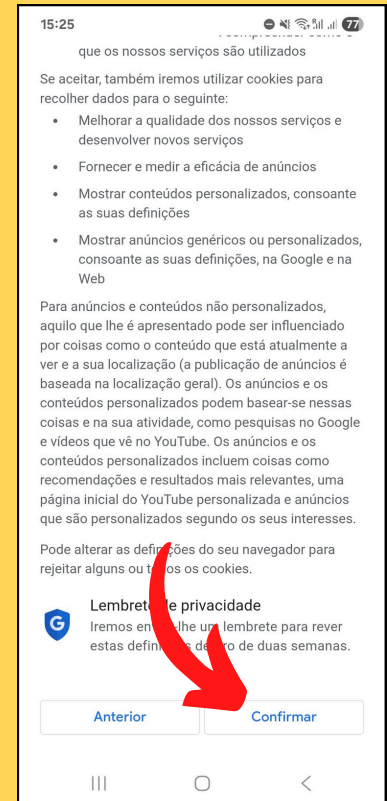 15:25
77
que os nossos serviços são utilizados
Se aceitar, também iremos utilizar cookies para
recolher dados para o seguinte:
• Melhorar a qualidade dos nossos serviços e
desenvolver novos serviços
• Fornecer e medir a eficácia de anúncios
• Mostrar conteúdos personalizados, consoante
as suas definições
• Mostrar anúncios genéricos ou personalizados,
consoante as suas definições, na Google e na
Web
Para anúncios e conteúdos não personalizados,
aquilo que lhe é apresentado pode ser influenciado
por coisas como o conteúdo que está atualmente a
ver e a sua localização (a publicação de anúncios é
baseada na localização geral). Os anúncios e os
conteúdos personalizados podem basear-se nessas
coisas e na sua atividade, como pesquisas no Google
e vídeos que vê no YouTube. Os anúncios e os
conteúdos personalizados incluem coisas como
recomendações e resultados mais relevantes, uma
página inicial do YouTube personalizada e anúncios
que são personalizados segundo os seus interesses.
Pode alterar as definições do seu navegador para
rejeitar alguns ou todos os cookies.
G
Lembrete de privacidade
Iremos lhe um lembrete para rever
estas dentro de duas semanas.
Anterior
Confirmar